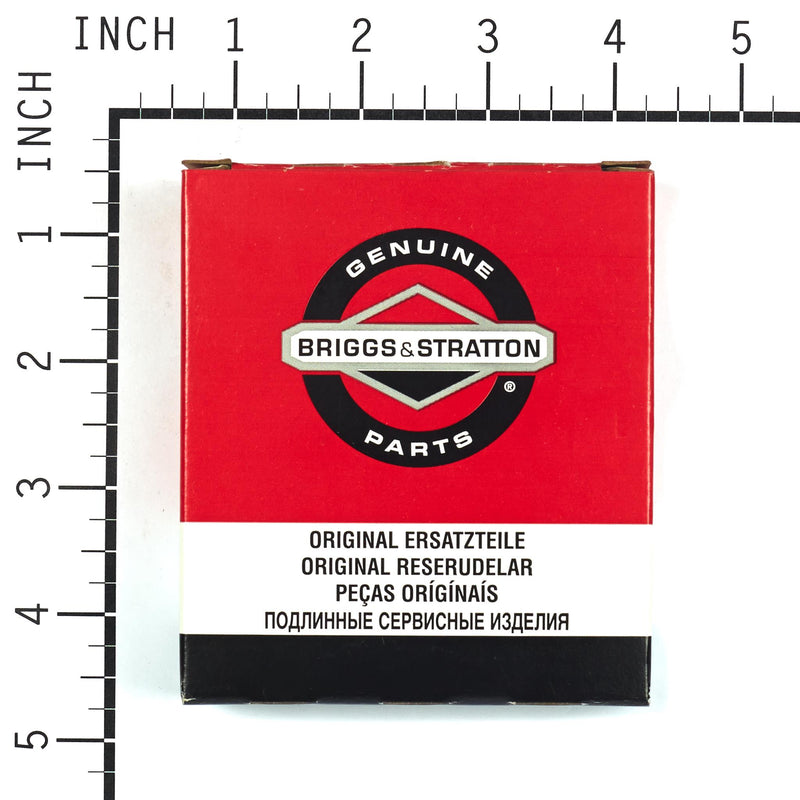 INCH 1 2 3 4 5
INCH
1
2
3
4
5
GENUINE
BRIGGS & STRATTON
®
PARTS
ORIGINAL ERSATZTEILE
ORIGINAL RESERUDELAR
PEÇAS ORÍGÍNAÍS
ПОДЛИННЫЕ СЕРВИСНЫЕ ИЗДЕЛИЯ